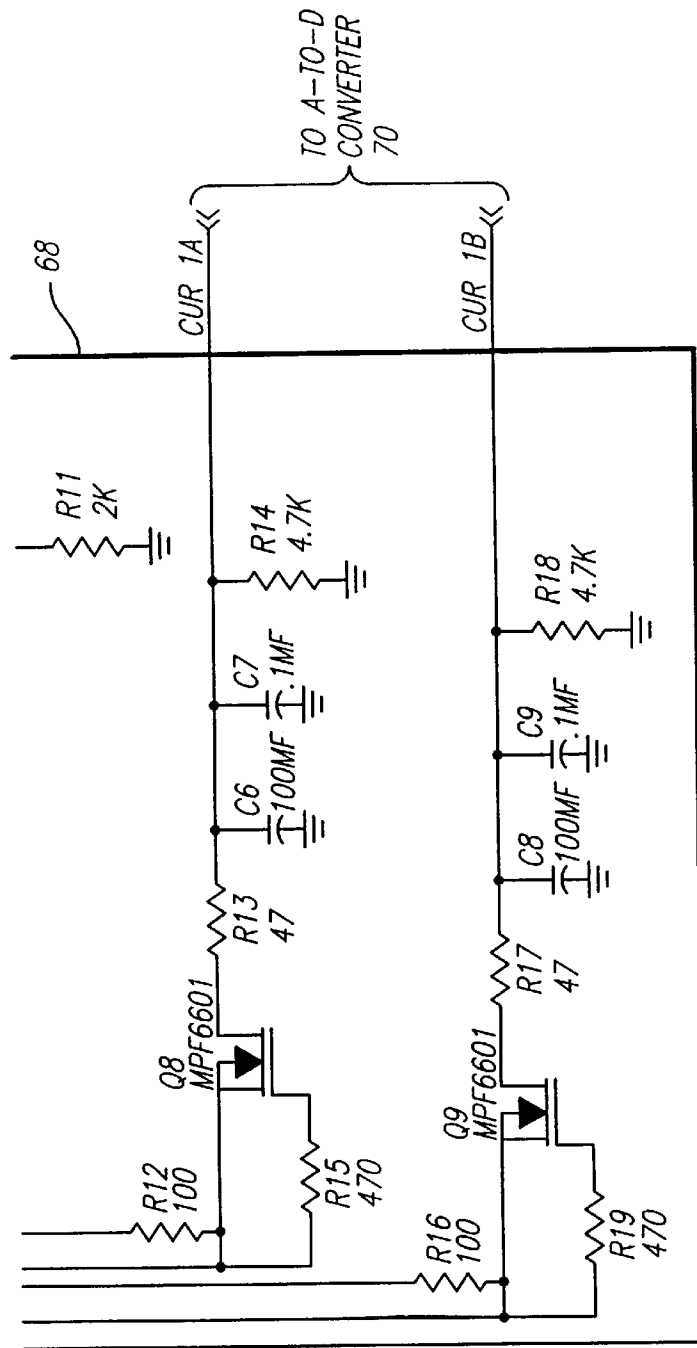 68
TO A-TO-D
CONVERTER
70
CUR 1A
CUR 1B
R11
2K
R14
4.7K
C7
.1MF
C6
100MF
R13
47
Q8
MPF6601
R12
100
R15
470
R18
4.7K
C9
.1MF
C8
100MF
R17
47
Q9
MPF6601
R16
100
R19
470